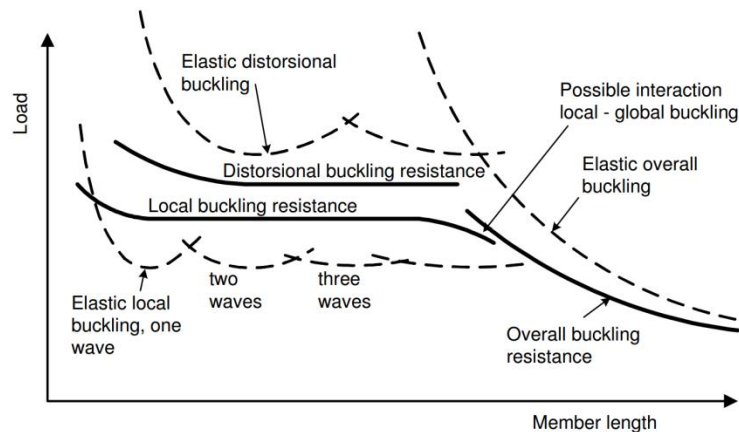 Load
Elastic distorsional
buckling
Possible interaction
local - global buckling
Distorsional buckling resistance
Elastic overall
buckling
Local buckling resistance
two
waves
three
waves
Elastic local
buckling, one
wave
Overall buckling
resistance
Member length